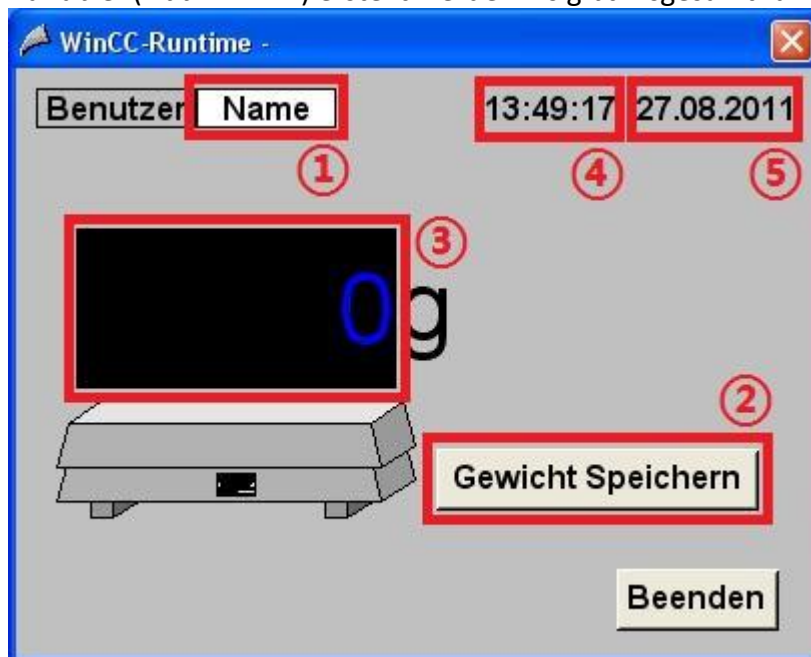 WinCC-Runtime -
Benutzer Name 13:49:17 27.08.2011
① ④ ⑤
③
0g
②
Gewicht Speichern
Beenden